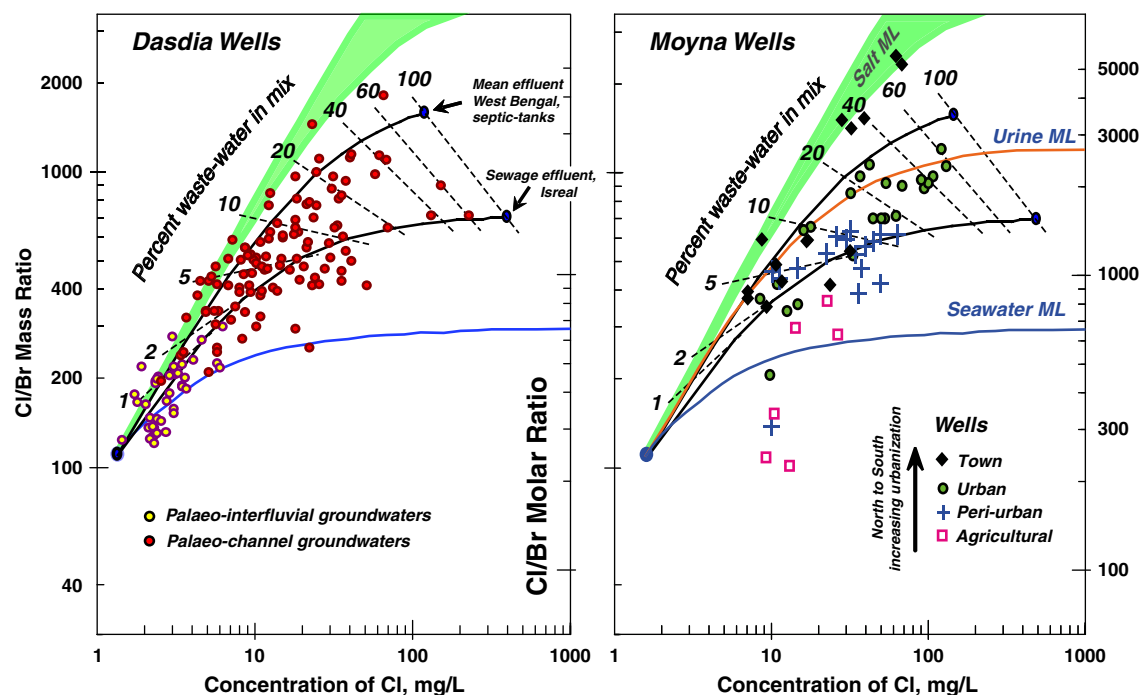 Dasdia Wells
Percent waste-water in mix
1
2
5
10
20
40
60
100
Mean effluent
West Bengal,
septic-tanks
Sewage effluent,
Isreal
Palaeo-interfluvial groundwaters
Palaeo-channel groundwaters
Cl/Br Mass Ratio
2000
1000
400
200
100
40
1
10
100
1000
Concentration of Cl, mg/L
Cl/Br Molar Ratio
Moyna Wells
Salt ML
Percent waste-water in mix
1
2
5
10
20
40
60
100
Urine ML
Seawater ML
Wells
Town
Urban
Peri-urban
Agricultural
North to South
increasing urbanization
5000
3000
1000
300
100
1
10
100
1000
Concentration of Cl, mg/L